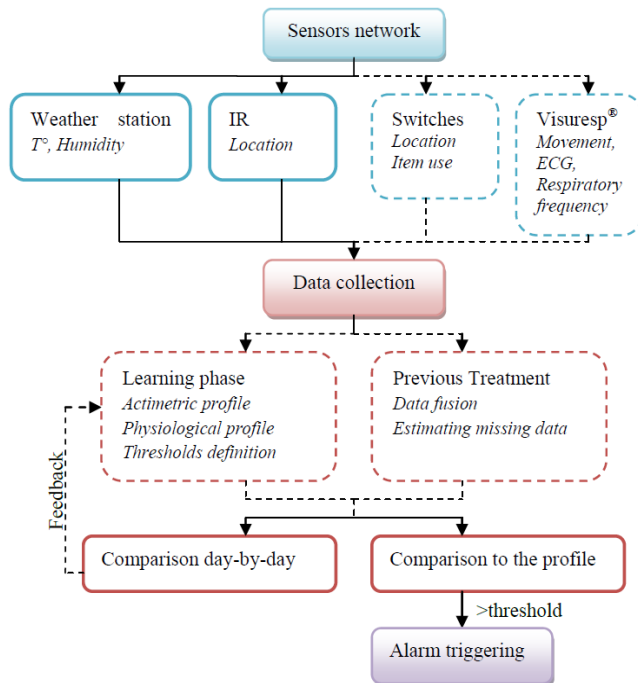 Sensors network
Weather station
T°, Humidity
IR
Location
Switches
Location
Item use
Visuresp®
Movement,
ECG,
Respiratory
frequency
Data collection
Learning phase
Actimetric profile
Physiological profile
Thresholds definition
Previous Treatment
Data fusion
Estimating missing data
Feedback
Comparison day-by-day
Comparison to the profile
>threshold
Alarm triggering